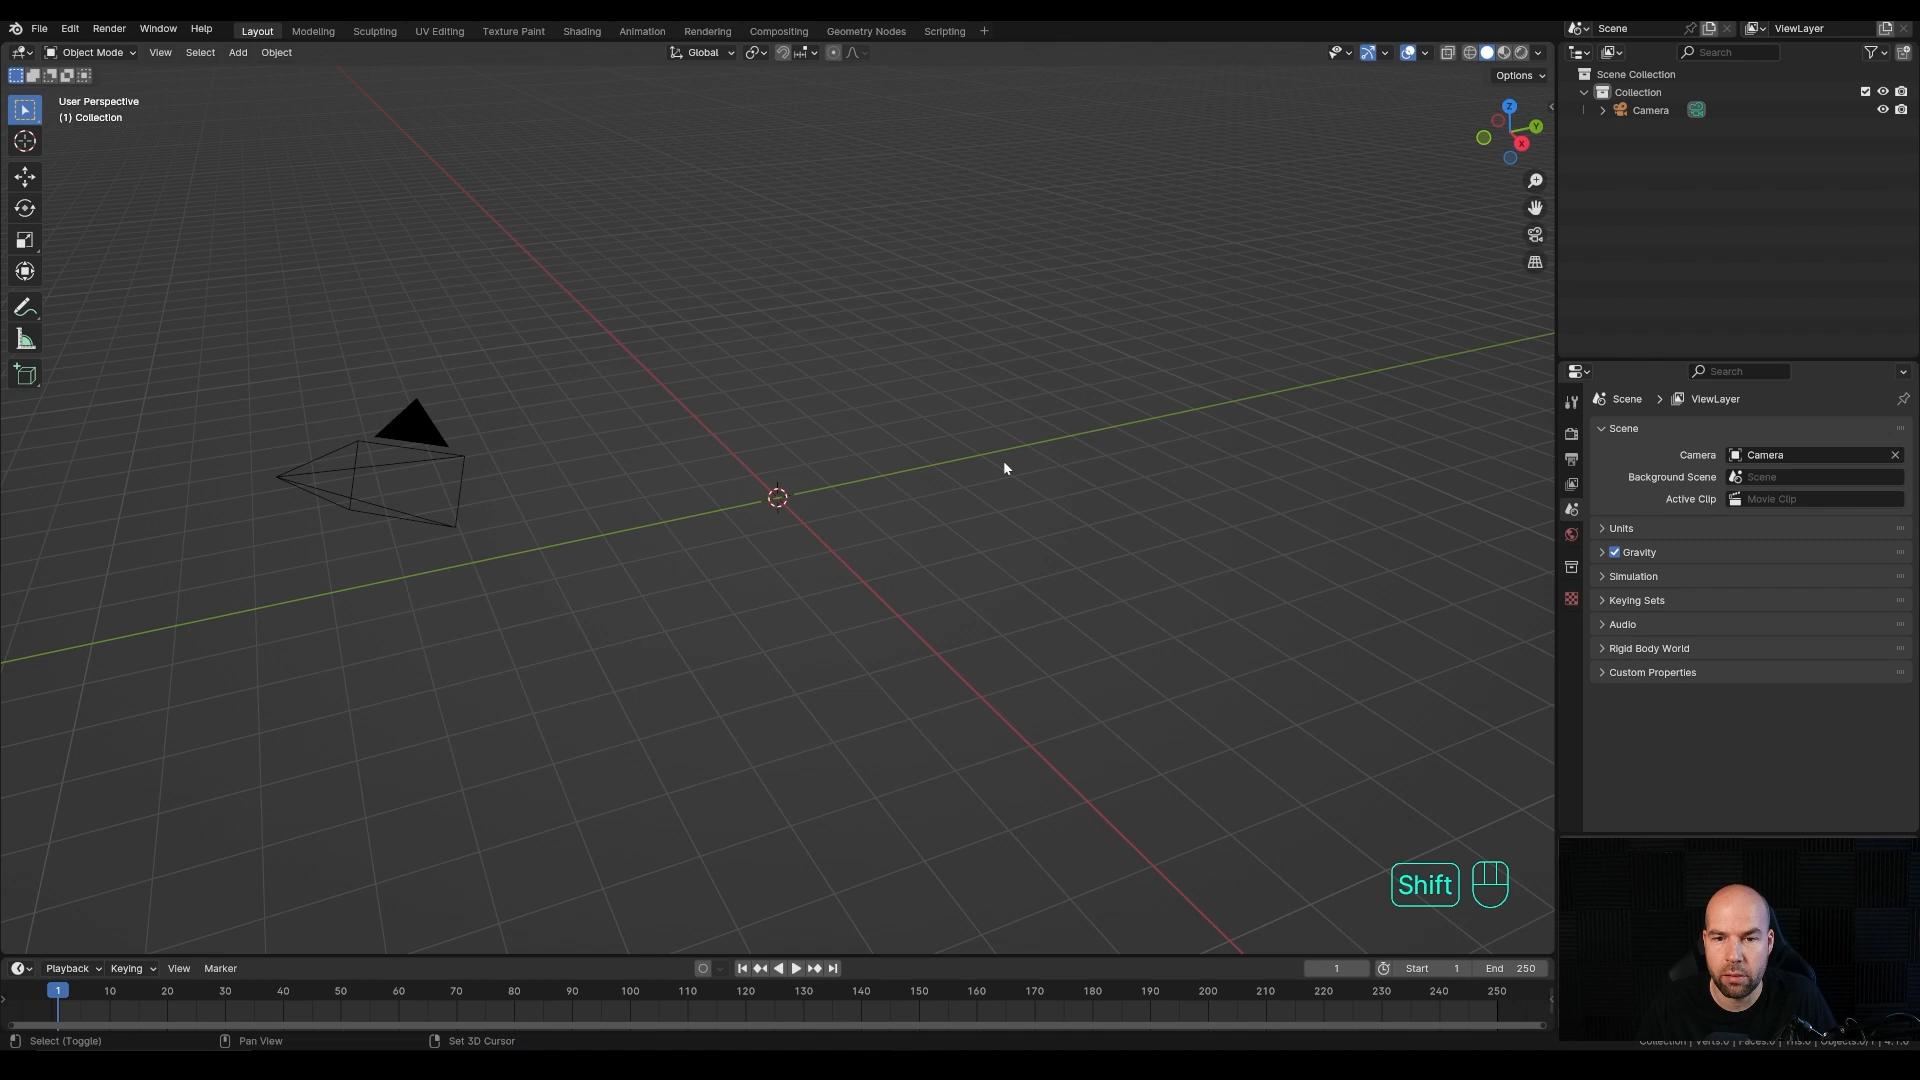 File Edit Render Window Help Layout Modeling Sculpting UV Editing Texture Paint Shading Animation Rendering Compositing Geometry Nodes Scripting + Scene ViewLayer
Object Mode View Select Add Object Global Search
Options
User Perspective
(1) Collection
Z
Y
X
Scene Collection
Collection
Camera
Search
Scene > ViewLayer
Scene
Camera Camera
Background Scene Scene
Active Clip Movie Clip
Units
Gravity
Simulation
Keying Sets
Audio
Rigid Body World
Custom Properties
Shift
Playback Keying View Marker 1 Start 1 End 250
1 10 20 30 40 50 60 70 80 90 100 110 120 130 140 150 160 170 180 190 200 210 220 230 240 250
Select (Toggle) Pan View Set 3D Cursor